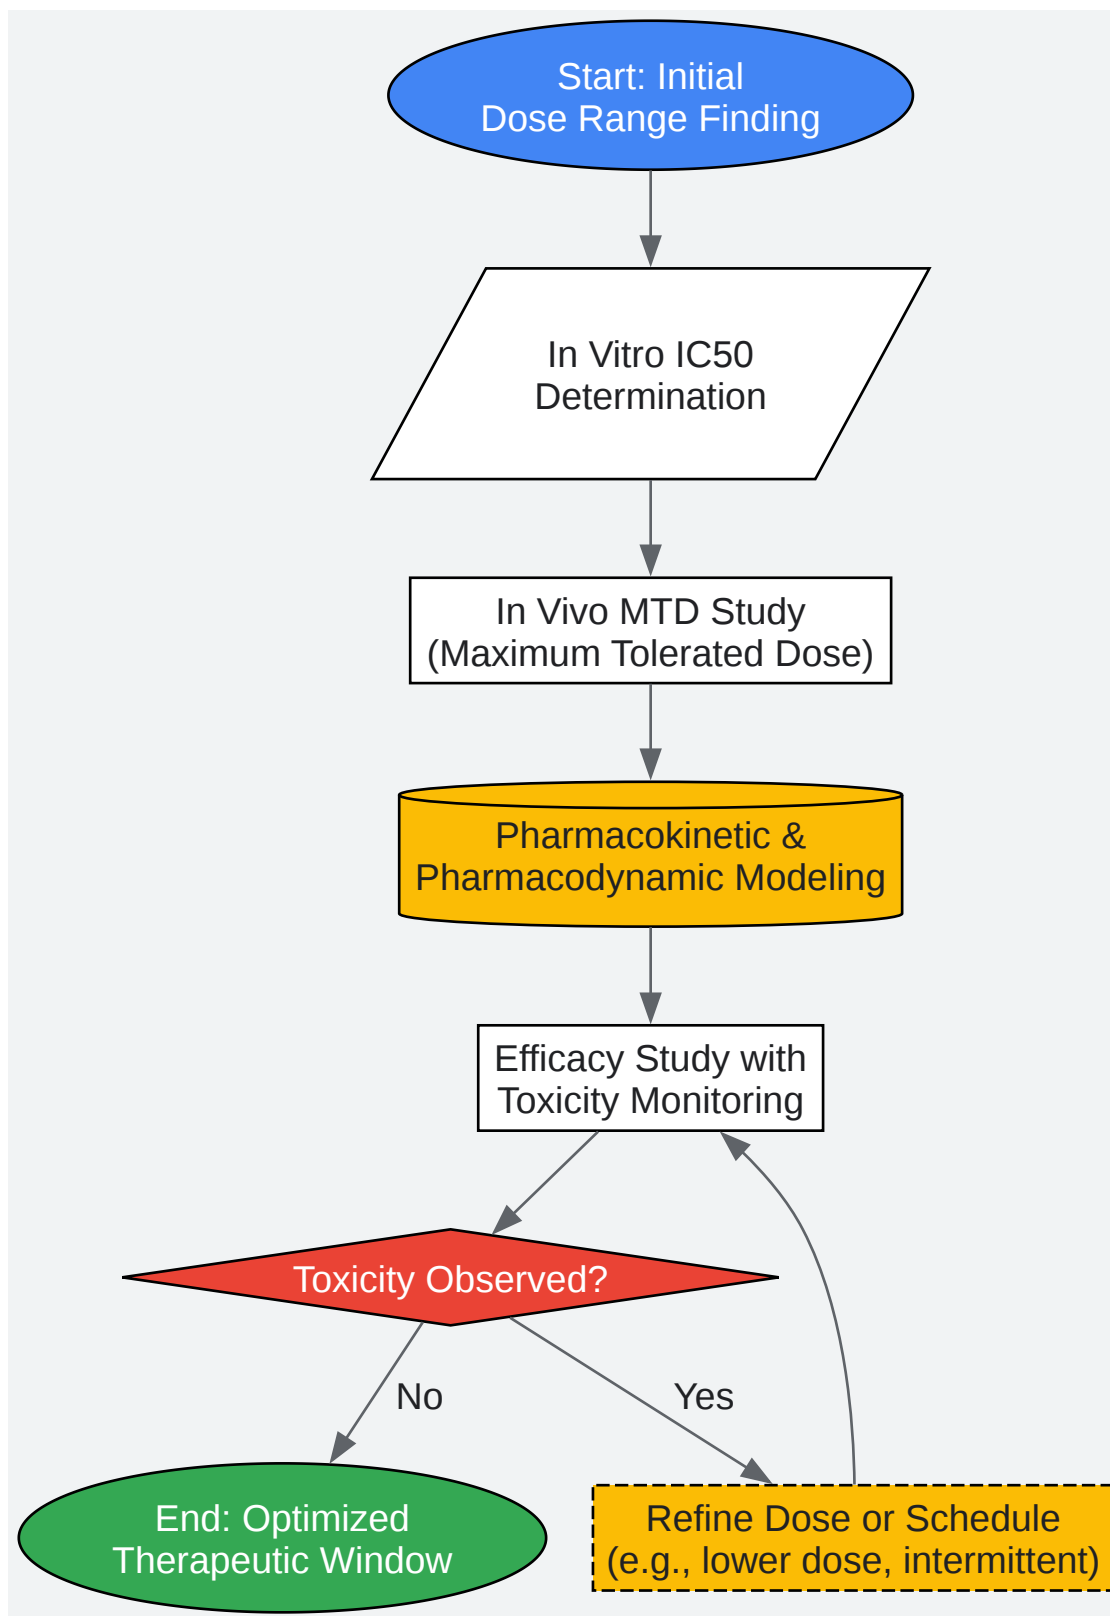 Start: Initial
Dose Range Finding
In Vitro IC50
Determination
In Vivo MTD Study
(Maximum Tolerated Dose)
Pharmacokinetic &
Pharmacodynamic Modeling
Efficacy Study with
Toxicity Monitoring
Toxicity Observed?
No
Yes
End: Optimized
Therapeutic Window
Refine Dose or Schedule
(e.g., lower dose, intermittent)